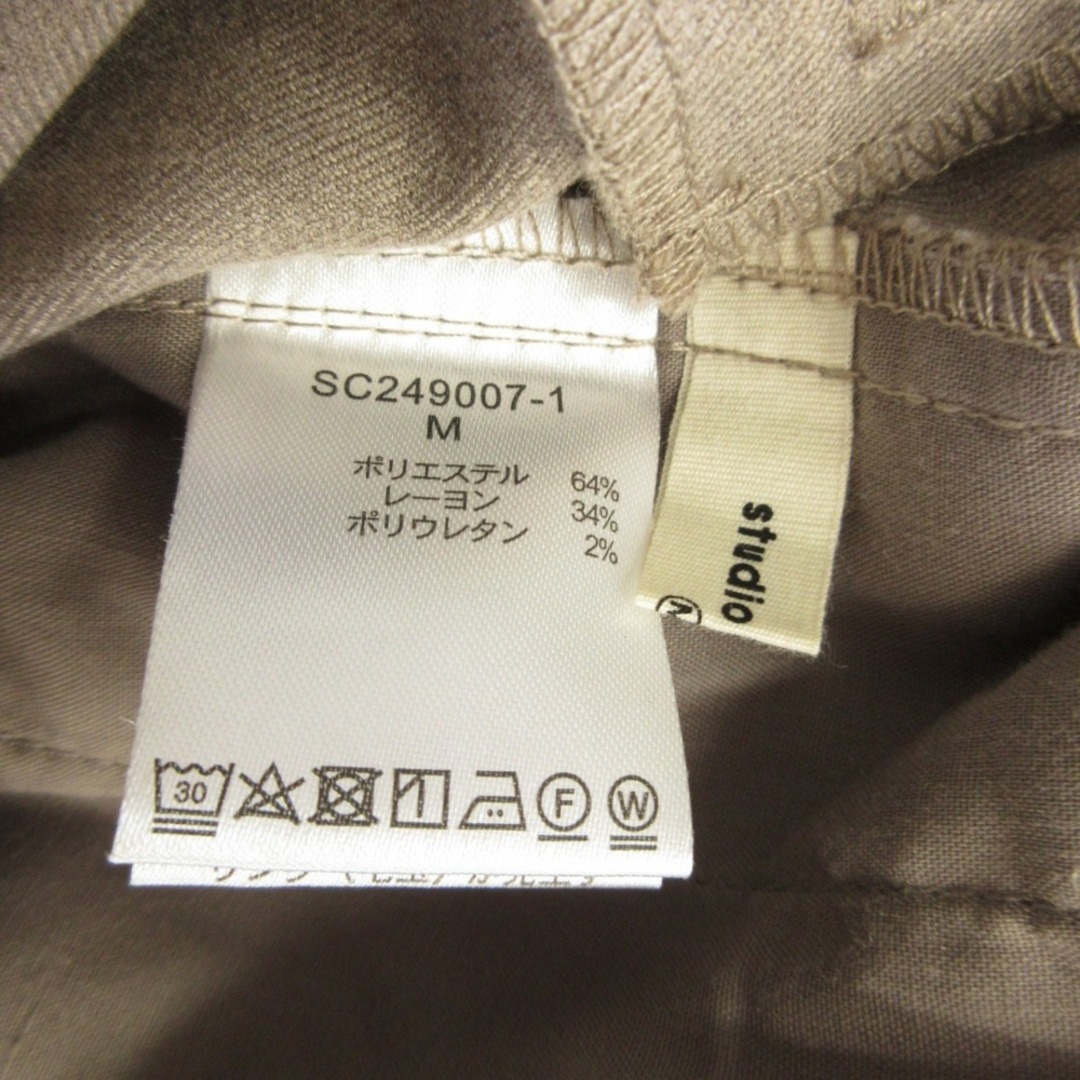 SC249007-1
M
ポリエステル 64%
レーヨン 34%
ポリウレタン 2%
studio
30
F
W